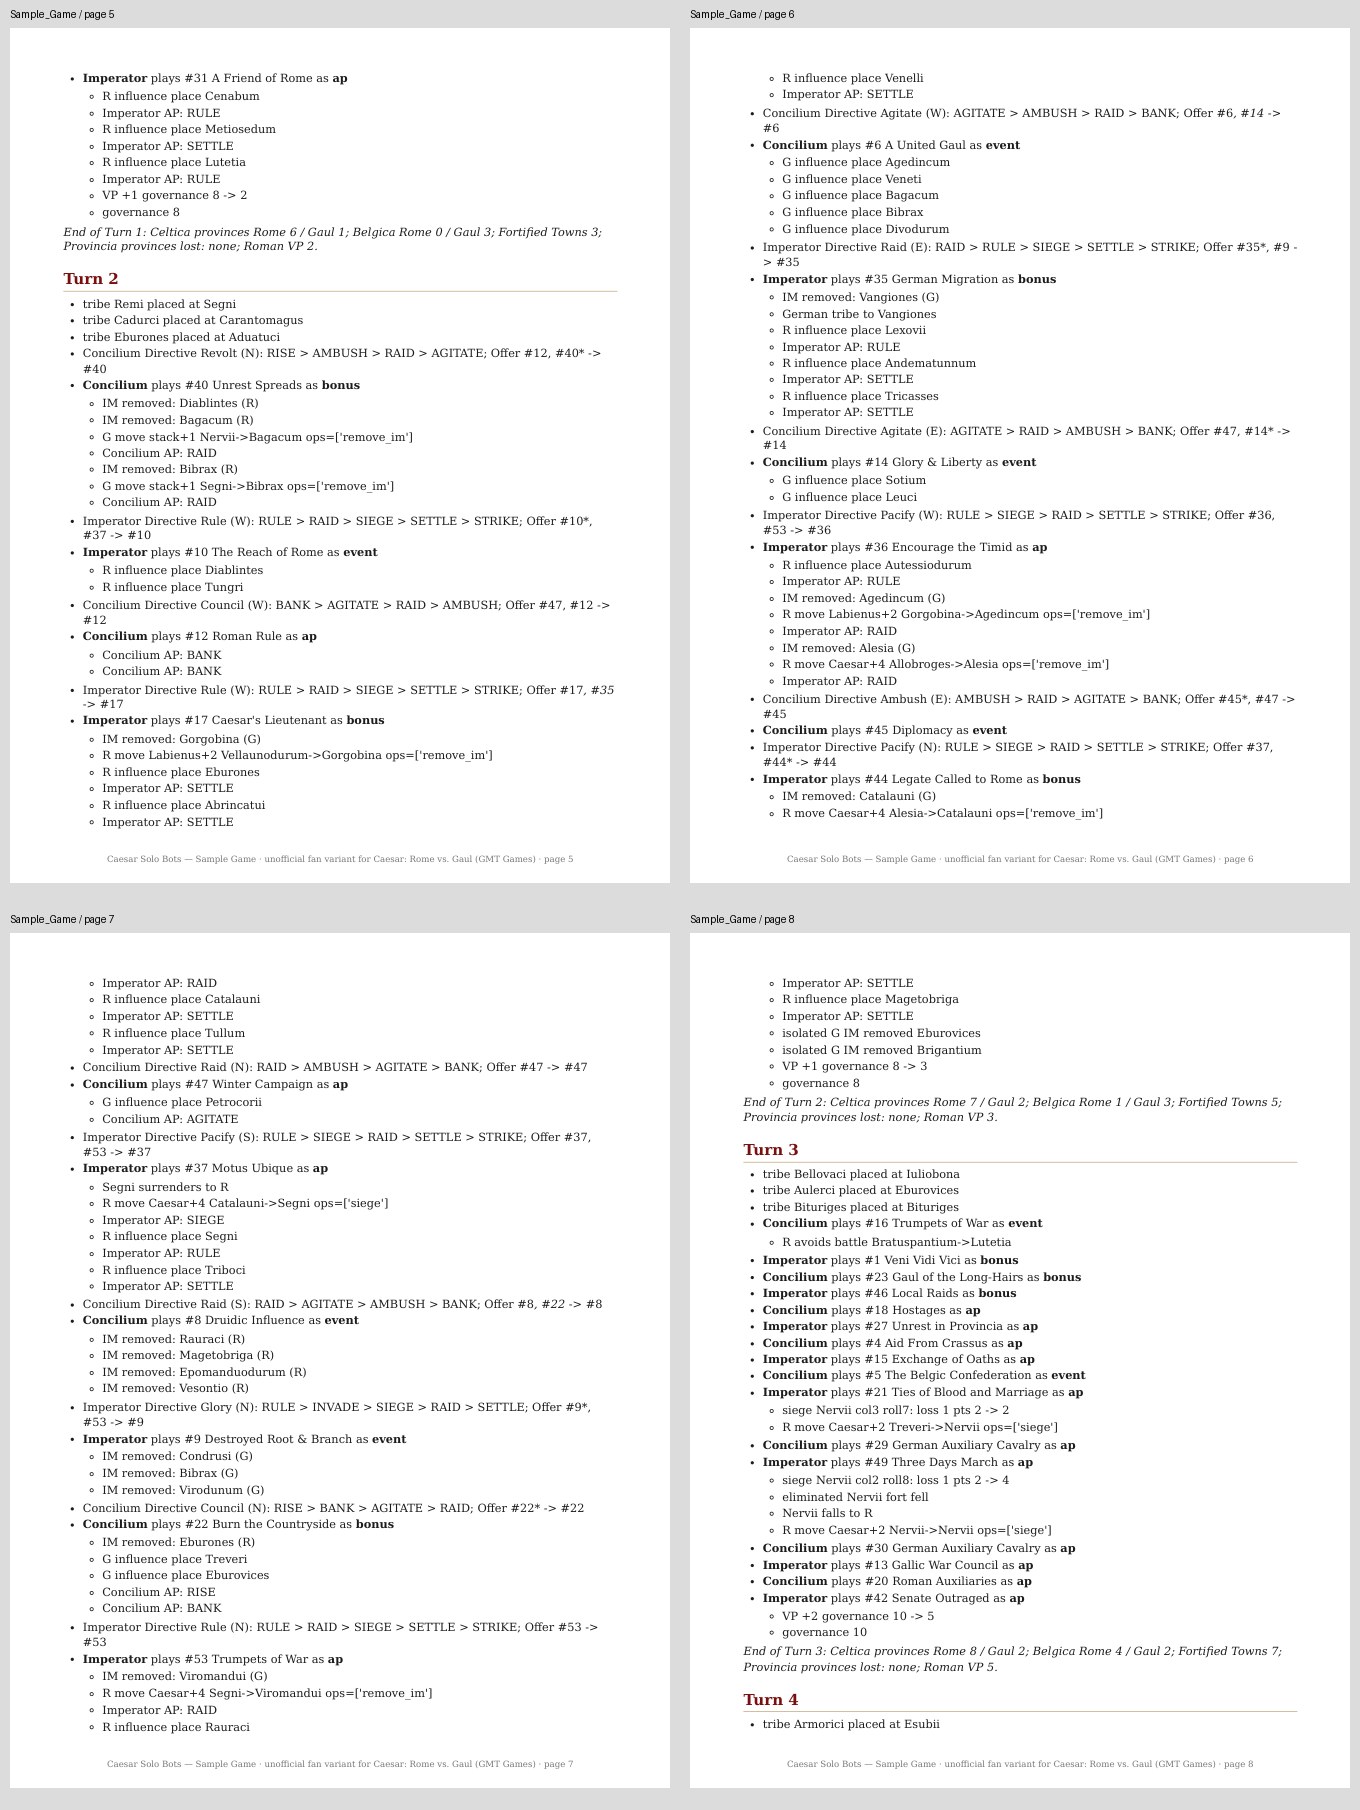 Sample_Game / page 5
• Imperator plays #31 A Friend of Rome as ap
◦ R influence place Cenabum
◦ Imperator AP: RULE
◦ R influence place Metiosedum
◦ Imperator AP: SETTLE
◦ R influence place Lutetia
◦ Imperator AP: RULE
◦ VP +1 governance 8 -> 2
◦ governance 8
End of Turn 1: Celtica provinces Rome 6 / Gaul 1; Belgica Rome 0 / Gaul 3; Fortified Towns 3;
Provincia provinces lost: none; Roman VP 2.
Turn 2
• tribe Remi placed at Segni
• tribe Cadurci placed at Carantomagus
• tribe Eburones placed at Aduatuci
• Concilium Directive Revolt (N): RISE > AMBUSH > RAID > AGITATE; Offer #12, #40* ->
#40
• Concilium plays #40 Unrest Spreads as bonus
◦ IM removed: Diablintes (R)
◦ IM removed: Bagacum (R)
◦ G move stack+1 Nervii->Bagacum ops=['remove_im']
◦ Concilium AP: RAID
◦ IM removed: Bibrax (R)
◦ G move stack+1 Segni->Bibrax ops=['remove_im']
◦ Concilium AP: RAID
• Imperator Directive Rule (W): RULE > RAID > SIEGE > SETTLE > STRIKE; Offer #10*,
#37 -> #10
• Imperator plays #10 The Reach of Rome as event
◦ R influence place Diablintes
◦ R influence place Tungri
• Concilium Directive Council (W): BANK > AGITATE > RAID > AMBUSH; Offer #47, #12 ->
#12
• Concilium plays #12 Roman Rule as ap
◦ Concilium AP: BANK
◦ Concilium AP: BANK
• Imperator Directive Rule (W): RULE > RAID > SIEGE > SETTLE > STRIKE; Offer #17, #35
-> #17
• Imperator plays #17 Caesar's Lieutenant as bonus
◦ IM removed: Gorgobina (G)
◦ R move Labienus+2 Vellaunodurum->Gorgobina ops=['remove_im']
◦ R influence place Eburones
◦ Imperator AP: SETTLE
◦ R influence place Abrincatui
◦ Imperator AP: SETTLE
Caesar Solo Bots — Sample Game · unofficial fan variant for Caesar: Rome vs. Gaul (GMT Games) · page 5
Sample_Game / page 6
◦ R influence place Venelli
◦ Imperator AP: SETTLE
• Concilium Directive Agitate (W): AGITATE > AMBUSH > RAID > BANK; Offer #6, #14 ->
#6
• Concilium plays #6 A United Gaul as event
◦ G influence place Agedincum
◦ G influence place Veneti
◦ G influence place Bagacum
◦ G influence place Bibrax
◦ G influence place Divodurum
• Imperator Directive Raid (E): RAID > RULE > SIEGE > SETTLE > STRIKE; Offer #35*, #9 -
> #35
• Imperator plays #35 German Migration as bonus
◦ IM removed: Vangiones (G)
◦ German tribe to Vangiones
◦ R influence place Lexovii
◦ Imperator AP: RULE
◦ R influence place Andematunnum
◦ Imperator AP: SETTLE
◦ R influence place Tricasses
◦ Imperator AP: SETTLE
• Concilium Directive Agitate (E): AGITATE > RAID > AMBUSH > BANK; Offer #47, #14* ->
#14
• Concilium plays #14 Glory & Liberty as event
◦ G influence place Sotium
◦ G influence place Leuci
• Imperator Directive Pacify (W): RULE > SIEGE > RAID > SETTLE > STRIKE; Offer #36,
#53 -> #36
• Imperator plays #36 Encourage the Timid as ap
◦ R influence place Autessiodurum
◦ Imperator AP: RULE
◦ IM removed: Agedincum (G)
◦ R move Labienus+2 Gorgobina->Agedincum ops=['remove_im']
◦ Imperator AP: RAID
◦ IM removed: Alesia (G)
◦ R move Caesar+4 Allobroges->Alesia ops=['remove_im']
◦ Imperator AP: RAID
• Concilium Directive Ambush (E): AMBUSH > RAID > AGITATE > BANK; Offer #45*, #47 ->
#45
• Concilium plays #45 Diplomacy as event
• Imperator Directive Pacify (N): RULE > SIEGE > RAID > SETTLE > STRIKE; Offer #37,
#44* -> #44
• Imperator plays #44 Legate Called to Rome as bonus
◦ IM removed: Catalauni (G)
◦ R move Caesar+4 Alesia->Catalauni ops=['remove_im']
Caesar Solo Bots — Sample Game · unofficial fan variant for Caesar: Rome vs. Gaul (GMT Games) · page 6
Sample_Game / page 7
◦ Imperator AP: RAID
◦ R influence place Catalauni
◦ Imperator AP: SETTLE
◦ R influence place Tullum
◦ Imperator AP: SETTLE
• Concilium Directive Raid (N): RAID > AMBUSH > AGITATE > BANK; Offer #47 -> #47
• Concilium plays #47 Winter Campaign as ap
◦ G influence place Petrocorii
◦ Concilium AP: AGITATE
• Imperator Directive Pacify (S): RULE > SIEGE > RAID > SETTLE > STRIKE; Offer #37,
#53 -> #37
• Imperator plays #37 Motus Ubique as ap
◦ Segni surrenders to R
◦ R move Caesar+4 Catalauni->Segni ops=['siege']
◦ Imperator AP: SIEGE
◦ R influence place Segni
◦ Imperator AP: RULE
◦ R influence place Triboci
◦ Imperator AP: SETTLE
• Concilium Directive Raid (S): RAID > AGITATE > AMBUSH > BANK; Offer #8, #22 -> #8
• Concilium plays #8 Druidic Influence as event
◦ IM removed: Rauraci (R)
◦ IM removed: Magetobriga (R)
◦ IM removed: Epomanduodurum (R)
◦ IM removed: Vesontio (R)
• Imperator Directive Glory (N): RULE > INVADE > SIEGE > RAID > SETTLE; Offer #9*,
#53 -> #9
• Imperator plays #9 Destroyed Root & Branch as event
◦ IM removed: Condrusi (G)
◦ IM removed: Bibrax (G)
◦ IM removed: Virodunum (G)
• Concilium Directive Council (N): RISE > BANK > AGITATE > RAID; Offer #22* -> #22
• Concilium plays #22 Burn the Countryside as bonus
◦ IM removed: Eburones (R)
◦ G influence place Treveri
◦ G influence place Eburovices
◦ Concilium AP: RISE
◦ Concilium AP: BANK
• Imperator Directive Rule (N): RULE > RAID > SIEGE > SETTLE > STRIKE; Offer #53 ->
#53
• Imperator plays #53 Trumpets of War as ap
◦ IM removed: Viromandui (G)
◦ R move Caesar+4 Segni->Viromandui ops=['remove_im']
◦ Imperator AP: RAID
◦ R influence place Rauraci
Caesar Solo Bots — Sample Game · unofficial fan variant for Caesar: Rome vs. Gaul (GMT Games) · page 7
Sample_Game / page 8
◦ Imperator AP: SETTLE
◦ R influence place Magetobriga
◦ Imperator AP: SETTLE
◦ isolated G IM removed Eburovices
◦ isolated G IM removed Brigantium
◦ VP +1 governance 8 -> 3
◦ governance 8
End of Turn 2: Celtica provinces Rome 7 / Gaul 2; Belgica Rome 1 / Gaul 3; Fortified Towns 5;
Provincia provinces lost: none; Roman VP 3.
Turn 3
• tribe Bellovaci placed at Iuliobona
• tribe Aulerci placed at Eburovices
• tribe Bituriges placed at Bituriges
• Concilium plays #16 Trumpets of War as event
◦ R avoids battle Bratuspantium->Lutetia
• Imperator plays #1 Veni Vidi Vici as bonus
• Concilium plays #23 Gaul of the Long-Hairs as bonus
• Imperator plays #46 Local Raids as bonus
• Concilium plays #18 Hostages as ap
• Imperator plays #27 Unrest in Provincia as ap
• Concilium plays #4 Aid From Crassus as ap
• Imperator plays #15 Exchange of Oaths as ap
• Concilium plays #5 The Belgic Confederation as event
• Imperator plays #21 Ties of Blood and Marriage as ap
◦ siege Nervii col3 roll7: loss 1 pts 2 -> 2
◦ R move Caesar+2 Treveri->Nervii ops=['siege']
• Concilium plays #29 German Auxiliary Cavalry as ap
• Imperator plays #49 Three Days March as ap
◦ siege Nervii col2 roll8: loss 1 pts 2 -> 4
◦ eliminated Nervii fort fell
◦ Nervii falls to R
◦ R move Caesar+2 Nervii->Nervii ops=['siege']
• Concilium plays #30 German Auxiliary Cavalry as ap
• Imperator plays #13 Gallic War Council as ap
• Concilium plays #20 Roman Auxiliaries as ap
• Imperator plays #42 Senate Outraged as ap
◦ VP +2 governance 10 -> 5
◦ governance 10
End of Turn 3: Celtica provinces Rome 8 / Gaul 2; Belgica Rome 4 / Gaul 2; Fortified Towns 7;
Provincia provinces lost: none; Roman VP 5.
Turn 4
• tribe Armorici placed at Esubii
Caesar Solo Bots — Sample Game · unofficial fan variant for Caesar: Rome vs. Gaul (GMT Games) · page 8